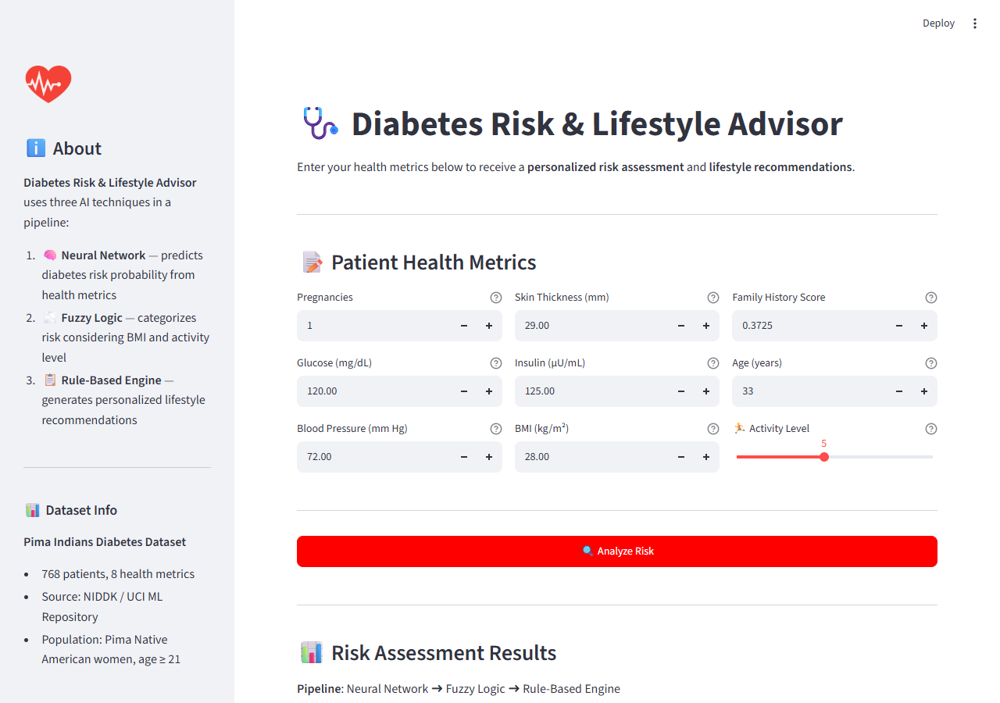 Deploy
About
Diabetes Risk & Lifestyle Advisor
uses three AI techniques in a
pipeline:
1. Neural Network — predicts
diabetes risk probability from
health metrics
2. Fuzzy Logic — categorizes
risk considering BMI and activity
level
3. Rule-Based Engine —
generates personalized lifestyle
recommendations
Dataset Info
Pima Indians Diabetes Dataset
• 768 patients, 8 health metrics
• Source: NIDDK / UCI ML
Repository
• Population: Pima Native
American women, age ≥ 21
Diabetes Risk & Lifestyle Advisor
Enter your health metrics below to receive a personalized risk assessment and lifestyle recommendations.
Patient Health Metrics
Pregnancies
1
Skin Thickness (mm)
29.00
Family History Score
0.3725
Glucose (mg/dL)
120.00
Insulin (μU/mL)
125.00
Age (years)
33
Blood Pressure (mm Hg)
72.00
BMI (kg/m²)
28.00
Activity Level
5
Analyze Risk
Risk Assessment Results
Pipeline: Neural Network → Fuzzy Logic → Rule-Based Engine